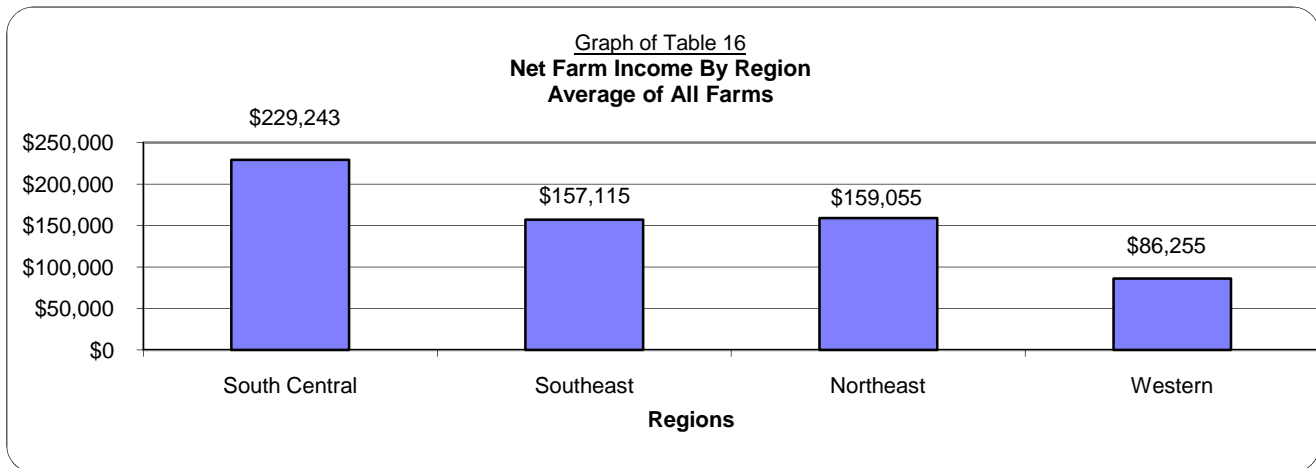 Graph of Table 16
Net Farm Income By Region
Average of All Farms
$229,243
$157,115
$159,055
$86,255
$250,000
$200,000
$150,000
$100,000
$50,000
$0
South Central
Southeast
Northeast
Western
Regions